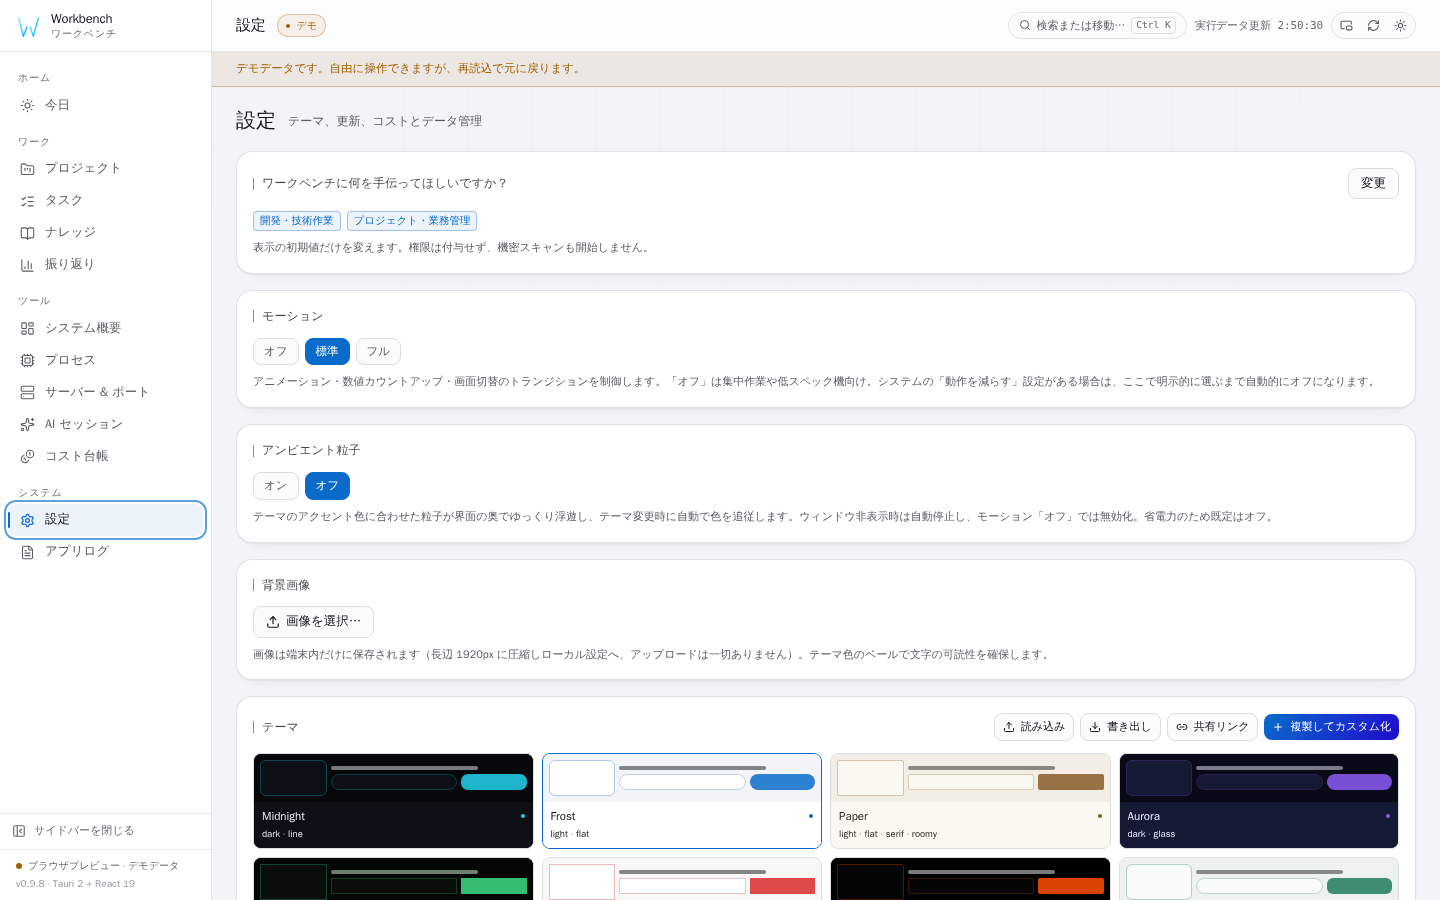 Workbench
ワークベンチ
ホーム
今日
ワーク
プロジェクト
タスク
ナレッジ
振り返り
ツール
システム概要
プロセス
サーバー & ポート
AI セッション
コスト台帳
システム
設定
アプリログ
サイドバーを閉じる
ブラウザプレビュー · デモデータ
v0.9.8 · Tauri 2 + React 19
設定
デモ
検索または移動… Ctrl K
実行データ更新 2:50:30
デモデータです。自由に操作できますが、再読込で元に戻ります。
設定 テーマ、更新、コストとデータ管理
ワークベンチに何を手伝ってほしいですか？
変更
開発・技術作業 プロジェクト・業務管理
表示の初期値だけを変えます。権限は付与せず、機密スキャンも開始しません。
モーション
オフ 標準 フル
アニメーション・数値カウントアップ・画面切替のトランジションを制御します。「オフ」は集中作業や低スペック機向け。システムの「動作を減らす」設定がある場合は、ここで明示的に選ぶまで自動的にオフになります。
アンビエント粒子
オン オフ
テーマのアクセント色に合わせた粒子が界面の奥でゆっくり浮遊し、テーマ変更時に自動で色を追従します。ウィンドウ非表示時は自動停止し、モーション「オフ」では無効化。省電力のため既定はオフ。
背景画像
画像を選択…
画像は端末内だけに保存されます（長辺 1920px に圧縮しローカル設定へ、アップロードは一切ありません）。テーマ色のベールで文字の可読性を確保します。
テーマ
読み込み 書き出し 共有リンク 複製してカスタム化
Midnight
dark · line
Frost
light · flat
Paper
light · flat · serif · roomy
Aurora
dark · glass